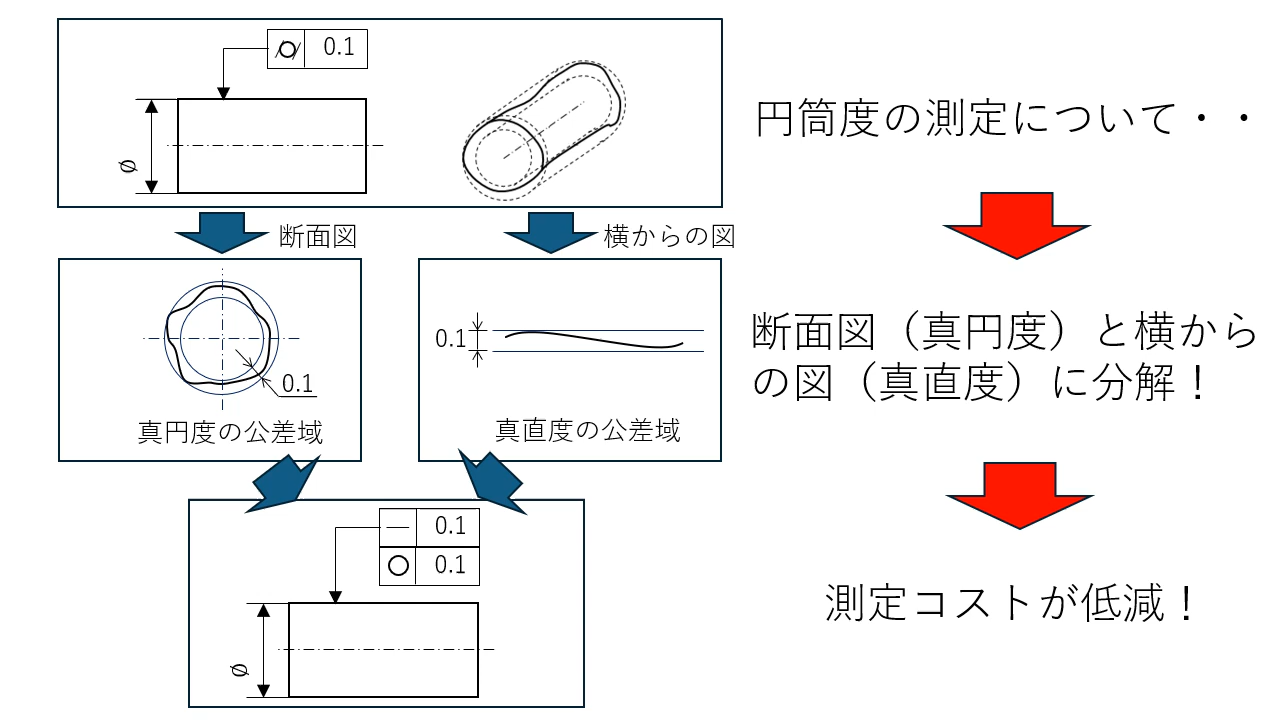 0.1
φ
円筒度の測定について・・
断面図
横からの図
0.1
0.1
真円度の公差域
真直度の公差域
断面図（真円度）と横から
の図（真直度）に分解！
0.1
0.1
φ
測定コストが低減！